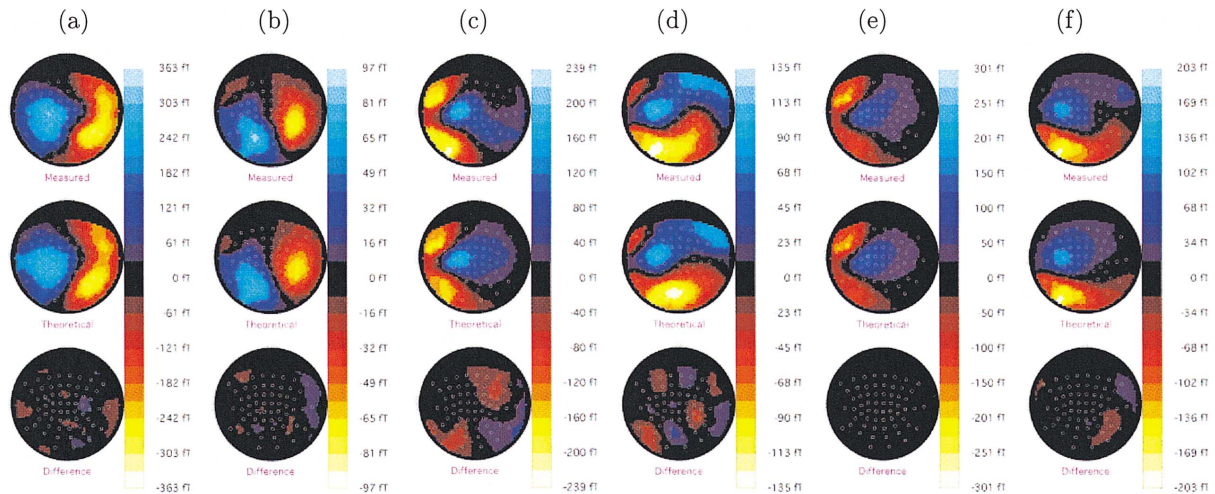 (a) (b) (c) (d) (e) (f)
363 fT 97 fT 239 fT 135 fT 301 fT 203 fT
303 fT 81 fT 200 fT 113 fT 251 fT 169 fT
242 fT 65 fT 160 fT 90 fT 201 fT 136 fT
182 fT 49 fT 120 fT 68 fT 150 fT 102 fT
Measured Measured Measured Measured Measured Measured
121 fT 32 fT 80 fT 45 fT 100 fT 68 fT
61 fT 16 fT 40 fT 23 fT 50 fT 34 fT
0 fT 0 fT 0 fT 0 fT 0 fT 0 fT
-61 fT -16 fT -40 fT 23 fT 50 fT -34 fT
Theoretical Theoretical Theoretical Theoretical Theoretical Theoretical
-121 fT -32 fT -80 fT -45 fT -100 fT -68 fT
-182 fT -49 fT -120 fT -68 fT -150 fT -102 fT
-242 fT -65 fT -160 fT -90 fT -201 fT -136 fT
-303 fT -81 fT -200 fT -113 fT -251 fT -169 fT
Difference Difference Difference Difference Difference Difference
-363 fT -97 fT -239 fT -135 fT -301 fT -203 fT